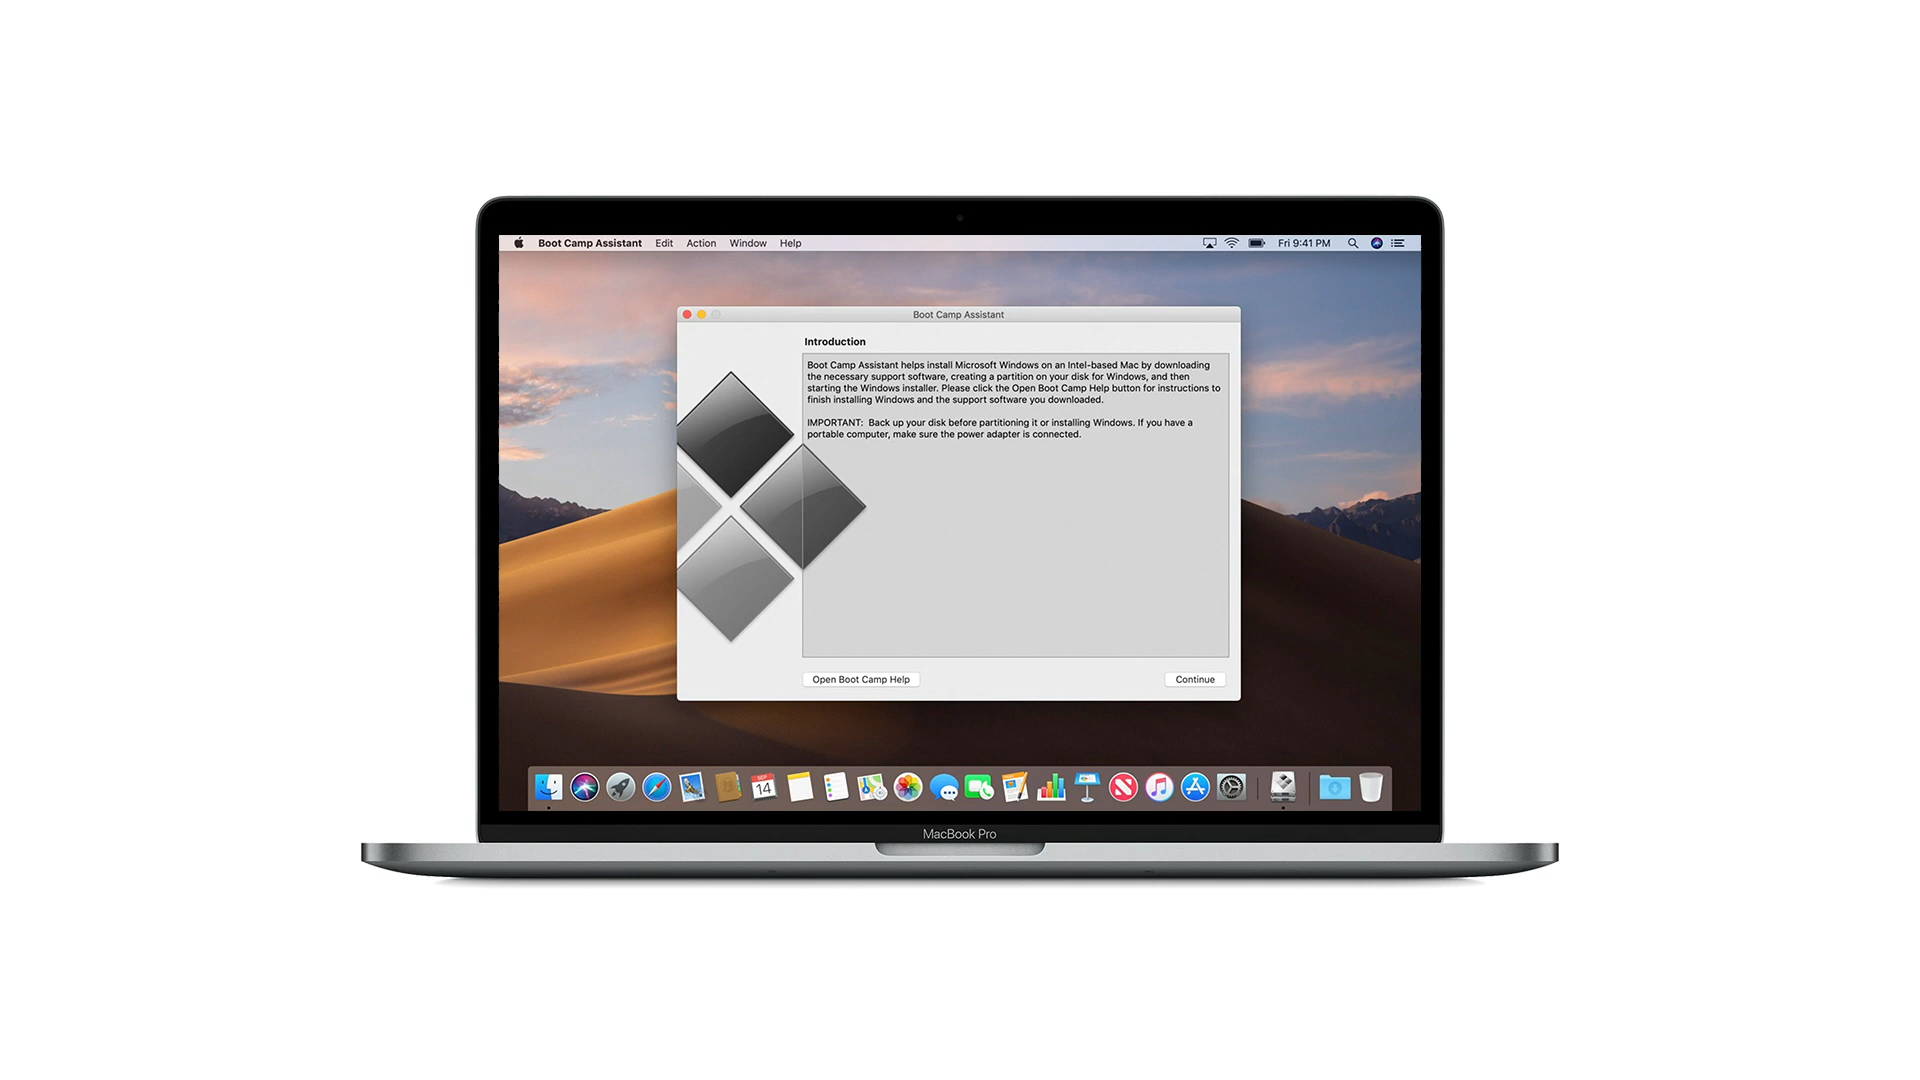 Boot Camp Assistant Edit Action Window Help Fri 9:41 PM
Boot Camp Assistant
Introduction
Boot Camp Assistant helps install Microsoft Windows on an Intel-based Mac by downloading
the necessary support software, creating a partition on your disk for Windows, and then
starting the Windows installer. Please click the Open Boot Camp Help button for instructions to
finish installing Windows and the support software you downloaded.
IMPORTANT: Back up your disk before partitioning it or installing Windows. If you have a
portable computer, make sure the power adapter is connected.
Open Boot Camp Help Continue
SEP
14
MacBook Pro